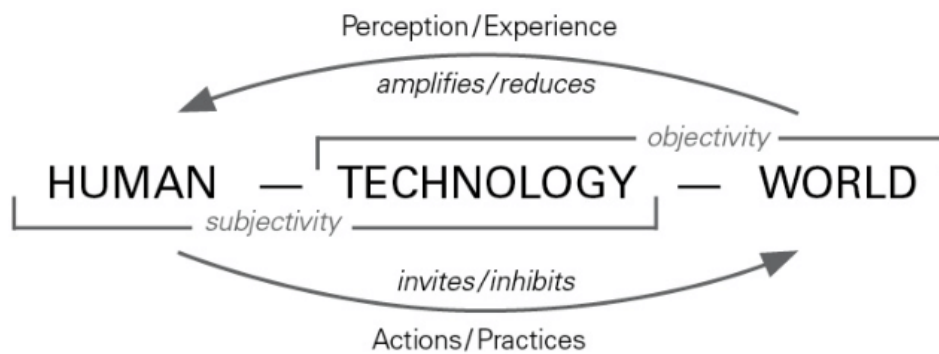 Perception/Experience
amplifies/reduces
objectivity
HUMAN — TECHNOLOGY — WORLD
subjectivity
invites/inhibits
Actions/Practices